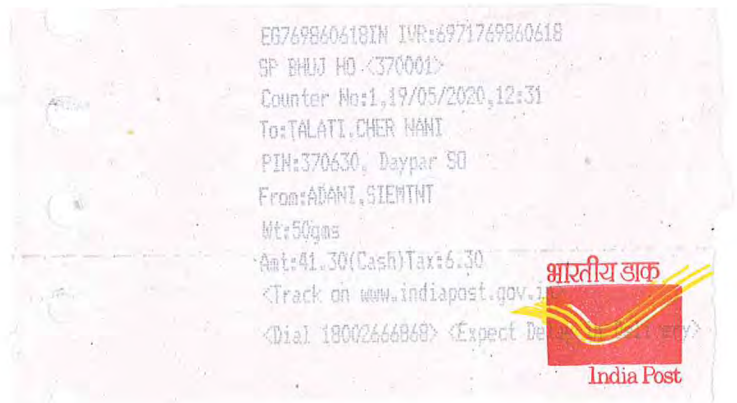 EG769860618IN IVR:6971769860618
SP BHUJ HO <370001>
Counter No:1,19/05/2020,12:31
To:TALATI,CHER NANI
PIN:370630, Daypar SO
From:ADANI,SIEMTNT
Wt:50gms
Amt:41.30(Cash)Tax:6.30
<Track on www.indiapost.gov.in
<Dial 18002666868> <Expect
भारतीय डाक
India Post